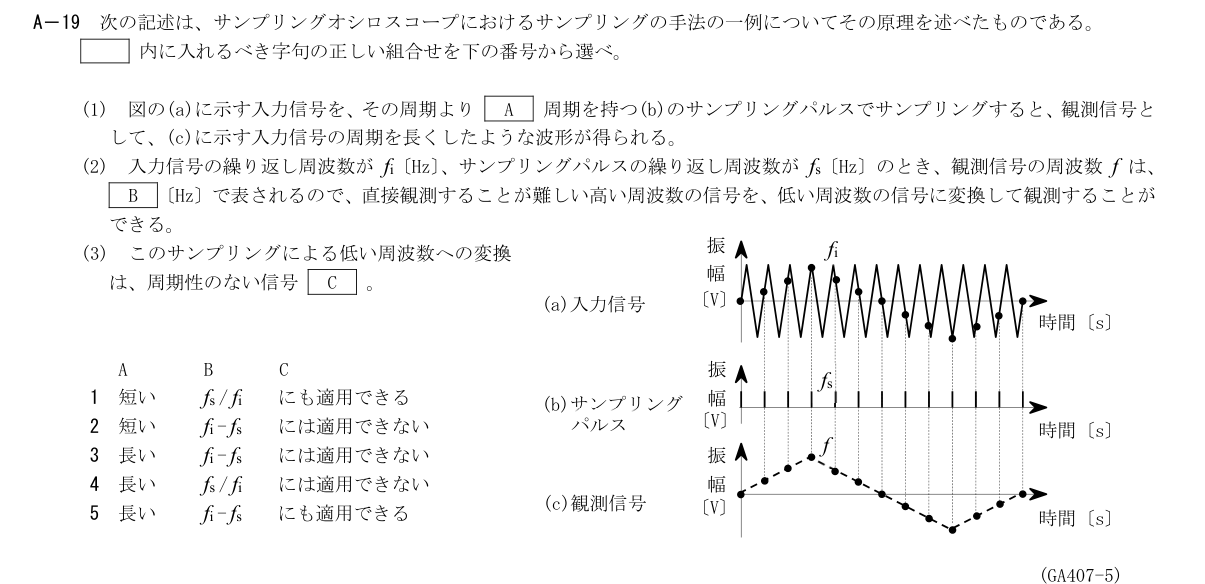 A－19 次の記述は、サンプリングオシロスコープにおけるサンプリングの手法の一例についてその原理を述べたものである。
内に入れるべき字句の正しい組合せを下の番号から選べ。
(1) 図の(a)に示す入力信号を、その周期より A 周期を持つ(b)のサンプリングパルスでサンプリングすると、観測信号と
して、(c)に示す入力信号の周期を長くしたような波形が得られる。
(2) 入力信号の繰り返し周波数が fi〔Hz〕、サンプリングパルスの繰り返し周波数が fs〔Hz〕のとき、観測信号の周波数 f は、
B 〔Hz〕で表されるので、直接観測することが難しい高い周波数の信号を、低い周波数の信号に変換して観測することが
できる。
(3) このサンプリングによる低い周波数への変換
は、周期性のない信号 C 。
A B C
1 短い fs/fi にも適用できる
2 短い fi-fs には適用できない
3 長い fi-fs には適用できない
4 長い fs/fi には適用できない
5 長い fi-fs にも適用できる
振
幅
〔V〕
fi
(a)入力信号
時間〔s〕
振
幅
〔V〕
fs
(b)サンプリング
パルス
時間〔s〕
振
幅
〔V〕
f
(c)観測信号
時間〔s〕
(GA407-5)